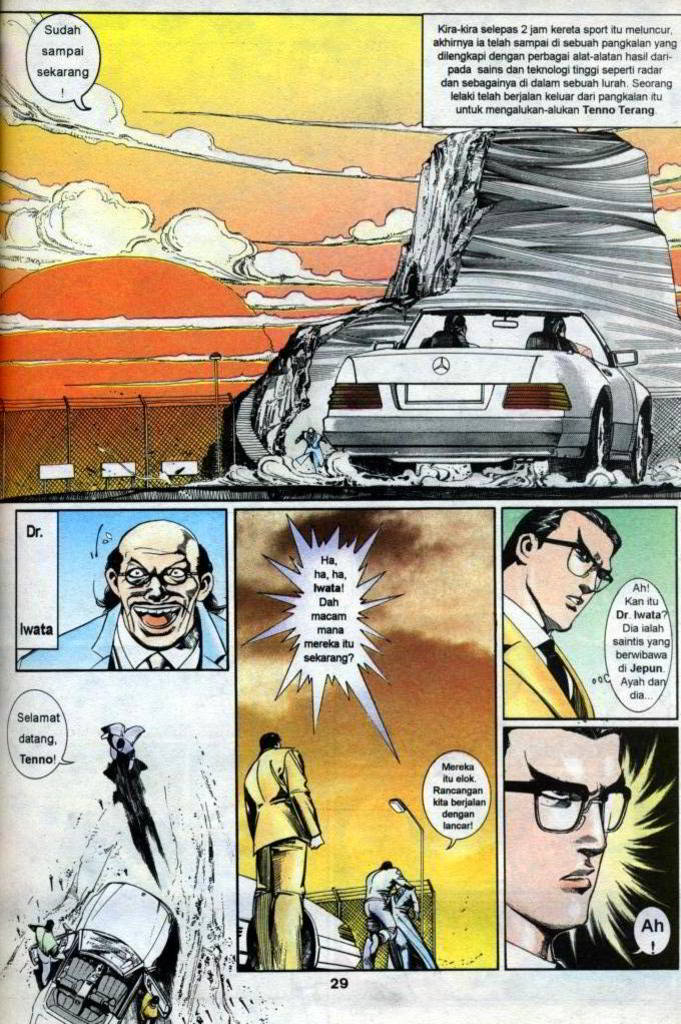 Sudah
sampai
sekarang
!
Kira-kira selepas 2 jam kereta sport itu meluncur,
akhirnya ia telah sampai di sebuah pangkalan yang
dilengkapi dengan perbagai alat-alatan hasil dari-
pada sains dan teknologi tinggi seperti radar
dan sebagainya di dalam sebuah lurah. Seorang
lelaki telah berjalan keluar dari pangkalan itu
untuk mengalukan-alukan Tenno Terang.
Dr.
Iwata
Selamat
datang,
Tenno!
Ha,
ha, ha,
Iwata!
Dah
macam
mana
mereka itu
sekarang?
Mereka
itu elok.
Rancangan
kita berjalan
dengan
lancar!
Ah!
Kan itu
Dr. Iwata?
Dia ialah
saintis yang
berwibawa
di Jepun.
Ayah dan
dia...
Ah
!
29